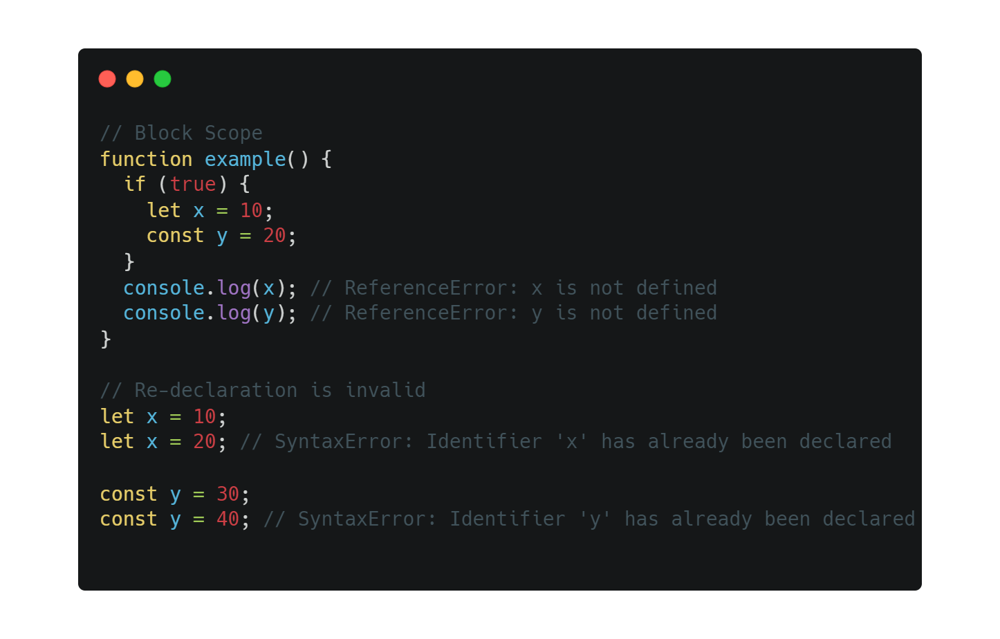 // Block Scope
function example() {
  if (true) {
    let x = 10;
    const y = 20;
  }
  console.log(x); // ReferenceError: x is not defined
  console.log(y); // ReferenceError: y is not defined
}

// Re-declaration is invalid
let x = 10;
let x = 20; // SyntaxError: Identifier 'x' has already been declared

const y = 30;
const y = 40; // SyntaxError: Identifier 'y' has already been declared